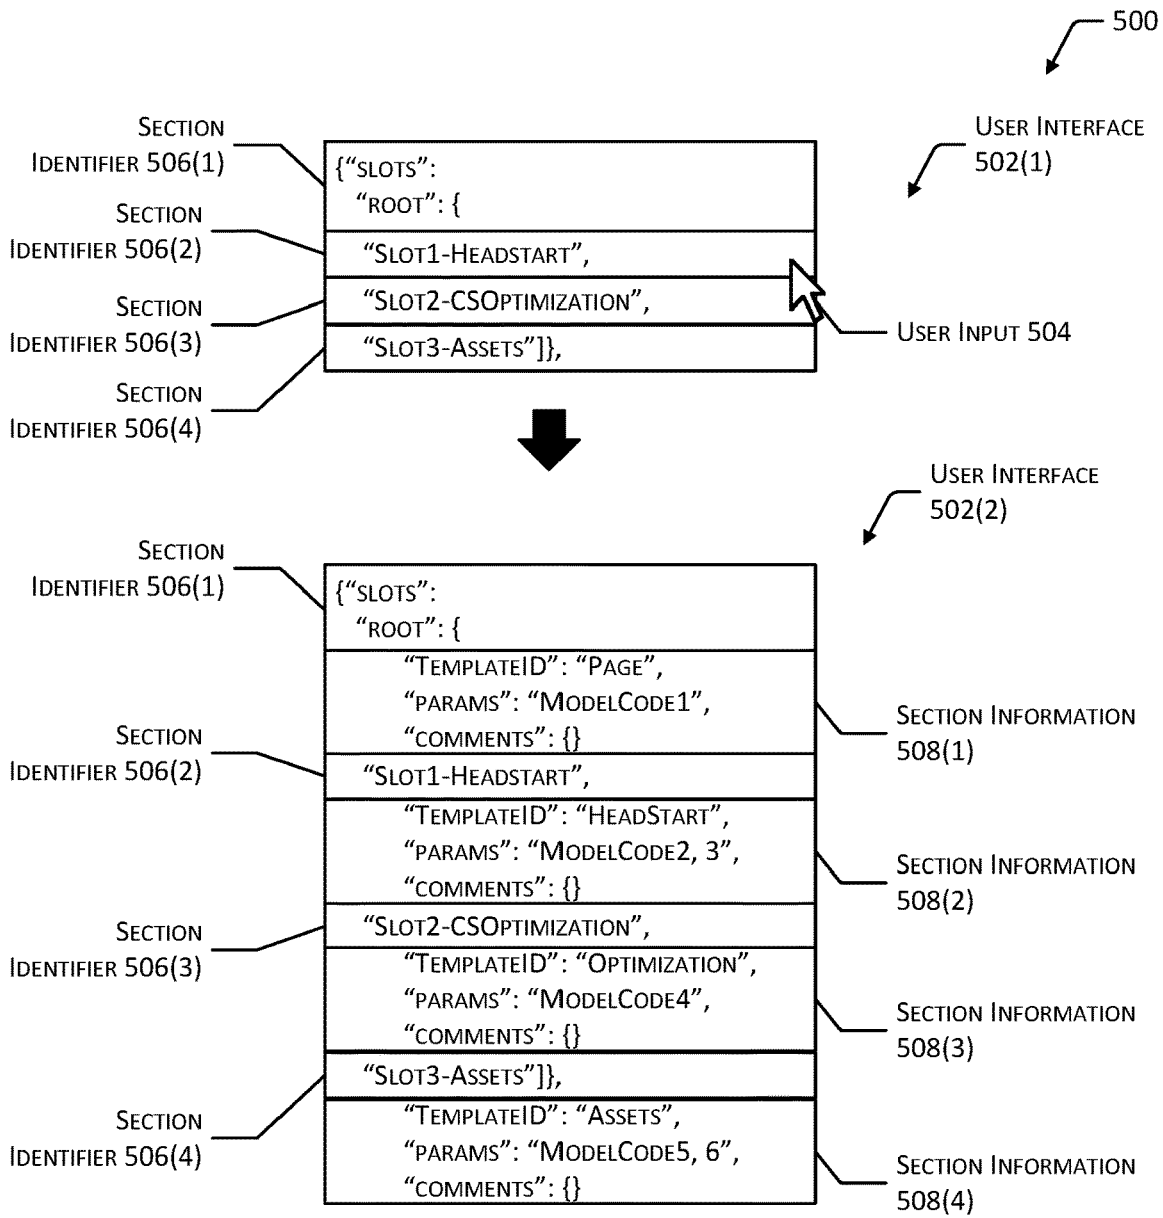 500
User Interface
502(1)
Section
Identifier 506(1)
{“slots”:
“root”: {
Section
Identifier 506(2)
“Slot1-Headstart”,
Section
Identifier 506(3)
“Slot2-CSOptimization”,
User Input 504
“Slot3-Assets”]},
Section
Identifier 506(4)
User Interface
502(2)
Section
Identifier 506(1)
{“slots”:
“root”: {
“TemplateID”: “Page”,
“params”: “ModelCode1”,
“comments”: {}
Section Information
508(1)
Section
Identifier 506(2)
“Slot1-Headstart”,
“TemplateID”: “HeadStart”,
“params”: “ModelCode2, 3”,
“comments”: {}
Section Information
508(2)
Section
Identifier 506(3)
“Slot2-CSOptimization”,
“TemplateID”: “Optimization”,
“params”: “ModelCode4”,
“comments”: {}
Section Information
508(3)
“Slot3-Assets”]},
Section
Identifier 506(4)
“TemplateID”: “Assets”,
“params”: “ModelCode5, 6”,
“comments”: {}
Section Information
508(4)